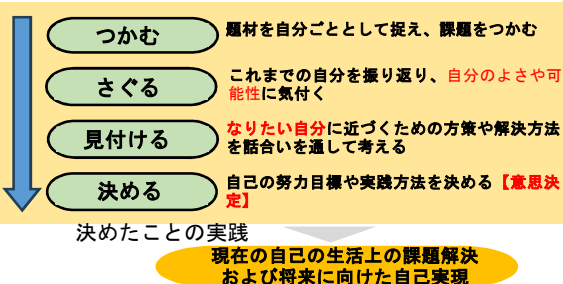 つかむ
題材を自分ごととして捉え、課題をつかむ
さぐる
これまでの自分を振り返り、自分のよさや可
能性に気付く
見付ける
なりたい自分に近づくための方策や解決方法
を話合いを通して考える
決める
自己の努力目標や実践方法を決める【意思決
定】
決めたことの実践
現在の自己の生活上の課題解決
および将来に向けた自己実現